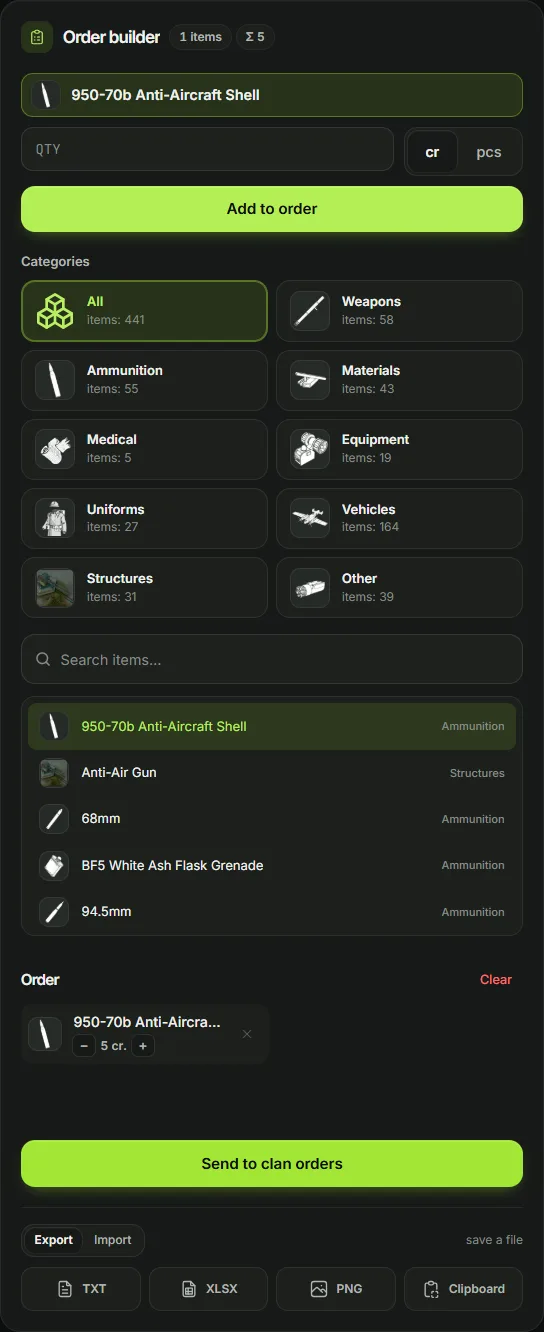 Order builder 1 items Σ 5
950-70b Anti-Aircraft Shell
QTY cr pcs
Add to order
Categories
All
items: 441
Weapons
items: 58
Ammunition
items: 55
Materials
items: 43
Medical
items: 5
Equipment
items: 19
Uniforms
items: 27
Vehicles
items: 164
Structures
items: 31
Other
items: 39
Search items...
950-70b Anti-Aircraft Shell Ammunition
Anti-Air Gun Structures
68mm Ammunition
BF5 White Ash Flask Grenade Ammunition
94.5mm Ammunition
Order Clear
950-70b Anti-Aircra...
− 5 cr. +
Send to clan orders
Export Import save a file
TXT XLSX PNG Clipboard